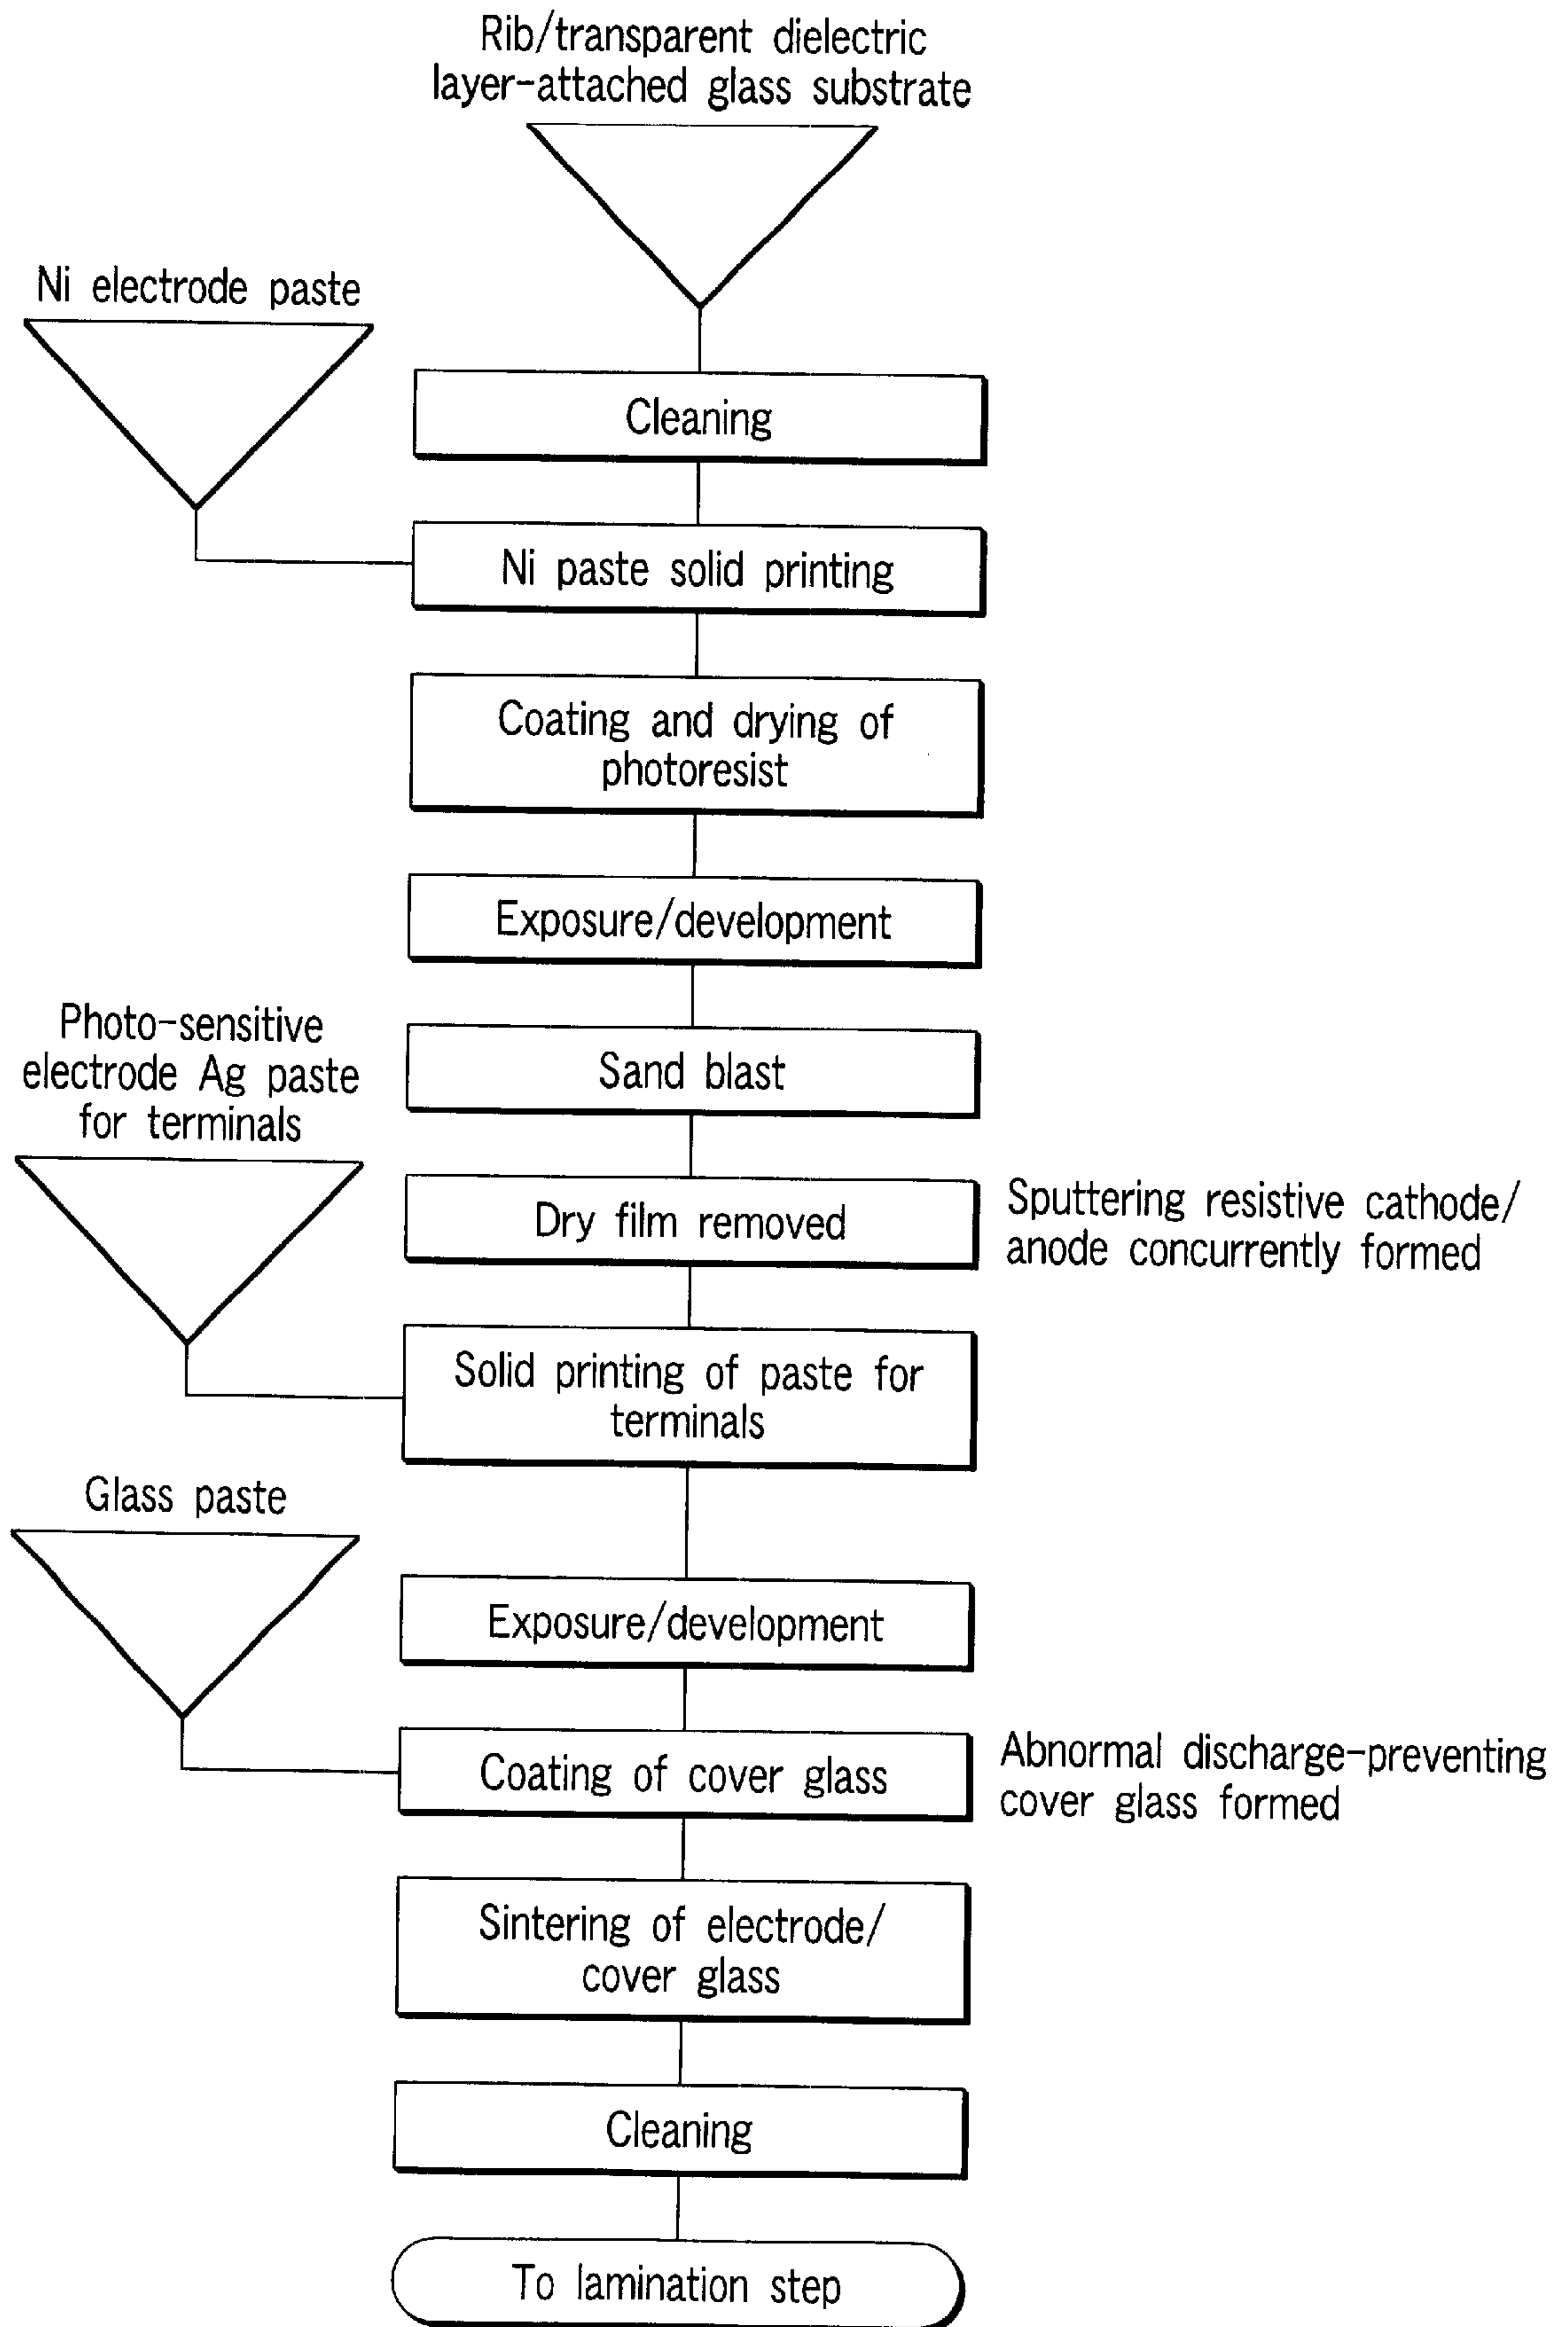 Rib/transparent dielectric
layer-attached glass substrate
Ni electrode paste
Cleaning
Ni paste solid printing
Coating and drying of
photoresist
Exposure/development
Photo-sensitive
electrode Ag paste
for terminals
Sand blast
Dry film removed
Sputtering resistive cathode/
anode concurrently formed
Solid printing of paste for
terminals
Glass paste
Exposure/development
Coating of cover glass
Abnormal discharge-preventing
cover glass formed
Sintering of electrode/
cover glass
Cleaning
To lamination step